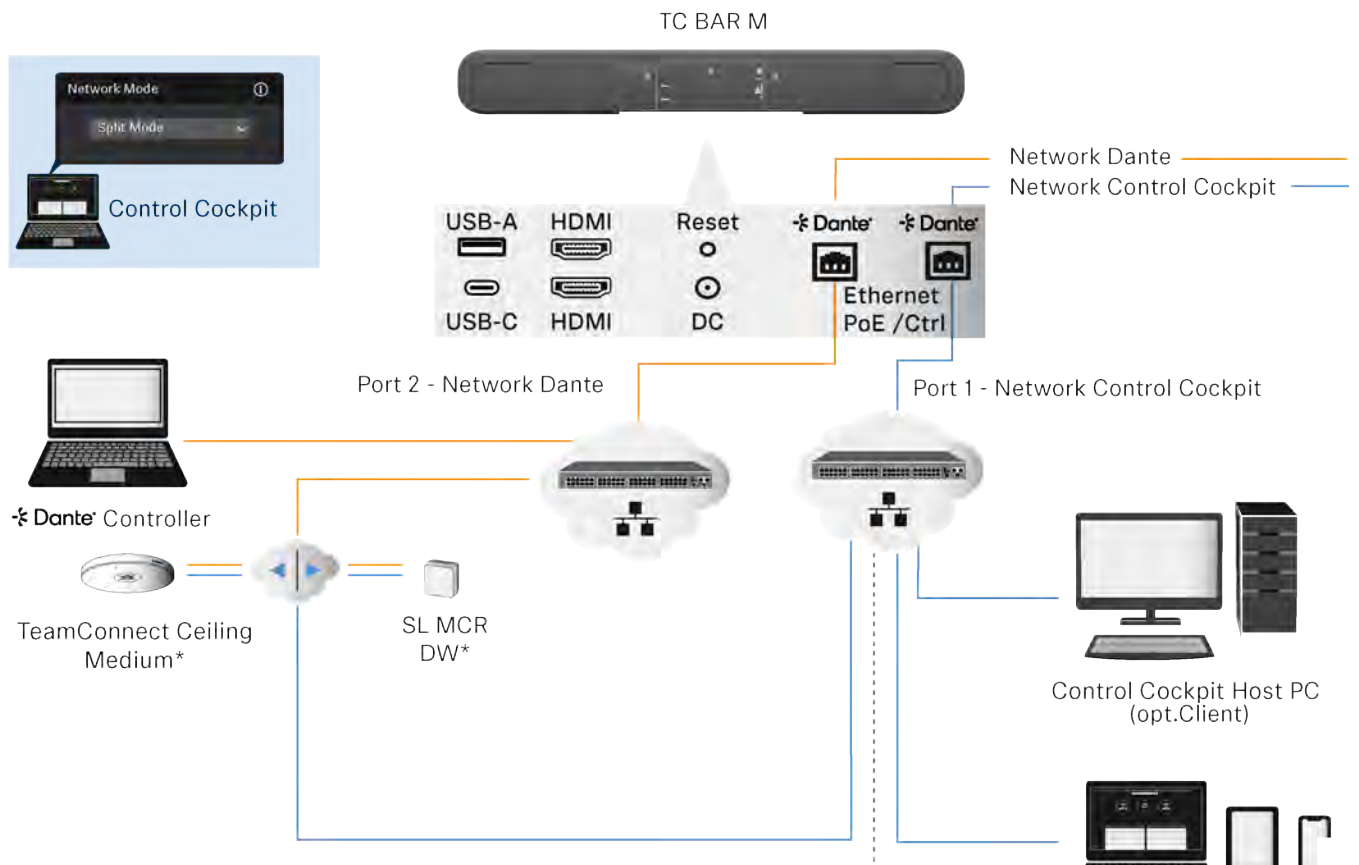 TC BAR M
Network Mode
Split Mode
Control Cockpit
Network Dante
Network Control Cockpit
USB-A HDMI Reset Dante Dante
Ethernet
USB-C HDMI DC PoE /Ctrl
Port 2 - Network Dante
Port 1 - Network Control Cockpit
Dante Controller
TeamConnect Ceiling
Medium*
SL MCR
DW*
Control Cockpit Host PC
(opt.Client)